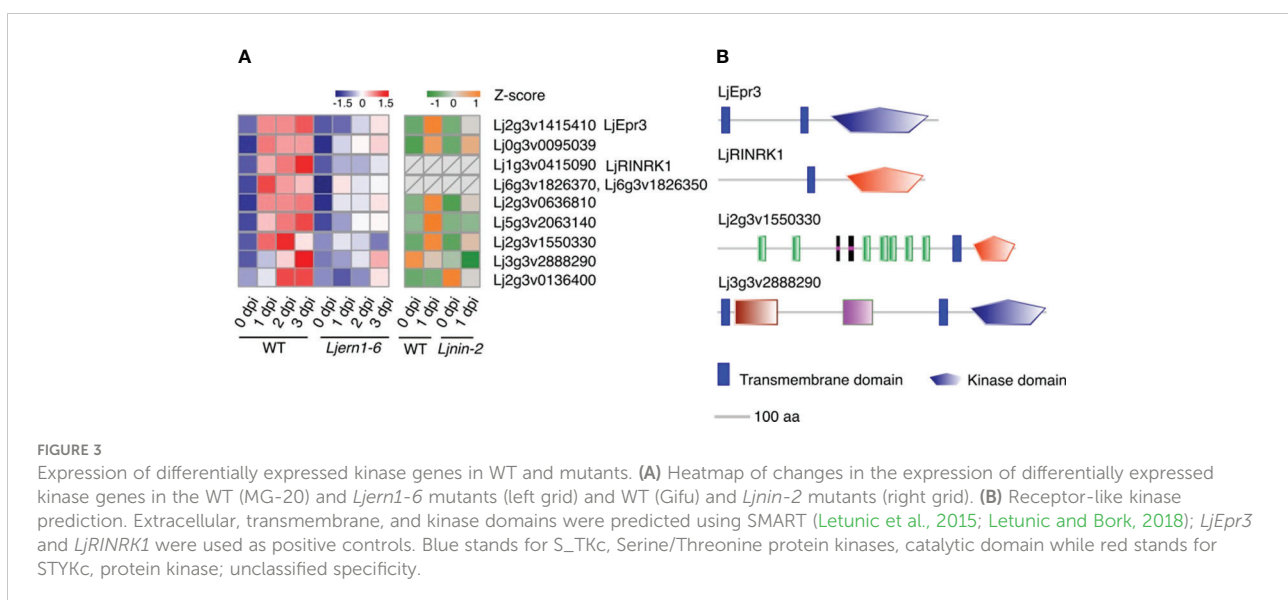 A
B
-1.5 0 1.5
-1 0 1
Z-score
Lj2g3v1415410 LjEpr3
Lj0g3v0095039
Lj1g3v0415090 LjRINRK1
Lj6g3v1826370, Lj6g3v1826350
Lj2g3v0636810
Lj5g3v2063140
Lj2g3v1550330
Lj3g3v2888290
Lj2g3v0136400
0 dpi 1 dpi 2 dpi 3 dpi 0 dpi 1 dpi 2 dpi 3 dpi 0 dpi 1 dpi 0 dpi 1 dpi
WT Ljern1-6 WT Ljnin-2
LjEpr3
LjRINRK1
Lj2g3v1550330
Lj3g3v2888290
Transmembrane domain Kinase domain
100 aa
FIGURE 3
Expression of differentially expressed kinase genes in WT and mutants. (A) Heatmap of changes in the expression of differentially expressed
kinase genes in the WT (MG-20) and Ljern1-6 mutants (left grid) and WT (Gifu) and Ljnin-2 mutants (right grid). (B) Receptor-like kinase
prediction. Extracellular, transmembrane, and kinase domains were predicted using SMART (Letunic et al., 2015; Letunic and Bork, 2018); LjEpr3
and LjRINRK1 were used as positive controls. Blue stands for S_TKc, Serine/Threonine protein kinases, catalytic domain while red stands for
STYKc, protein kinase; unclassified specificity.